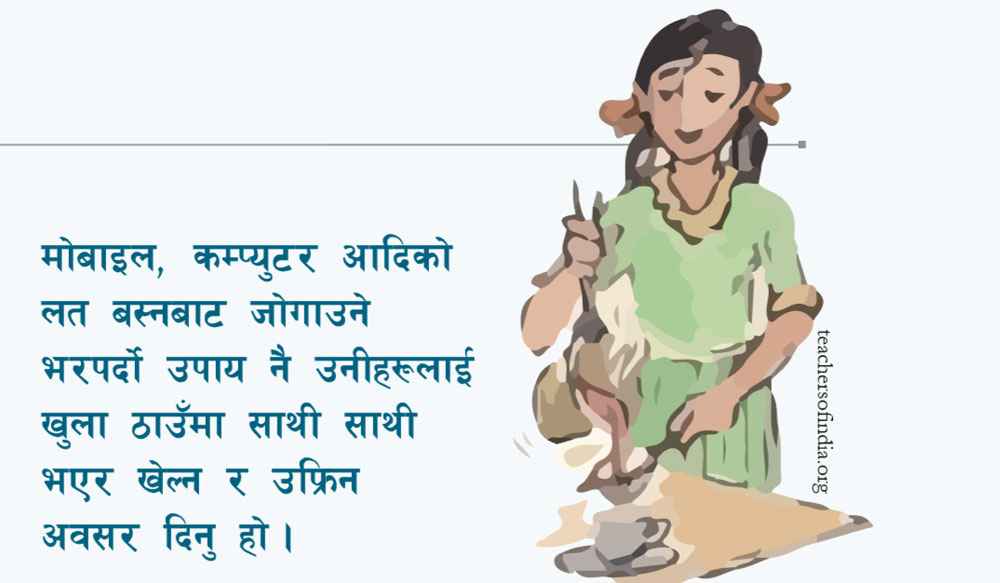 मोबाइल, कम्प्युटर आदिको
लत बस्नबाट जोगाउने
भरपर्दो उपाय नै उनीहरूलाई
खुला ठाउँमा साथी साथी
भएर खेल्न र उफ्रिन
अवसर दिनु हो ।
teachersofindia.org